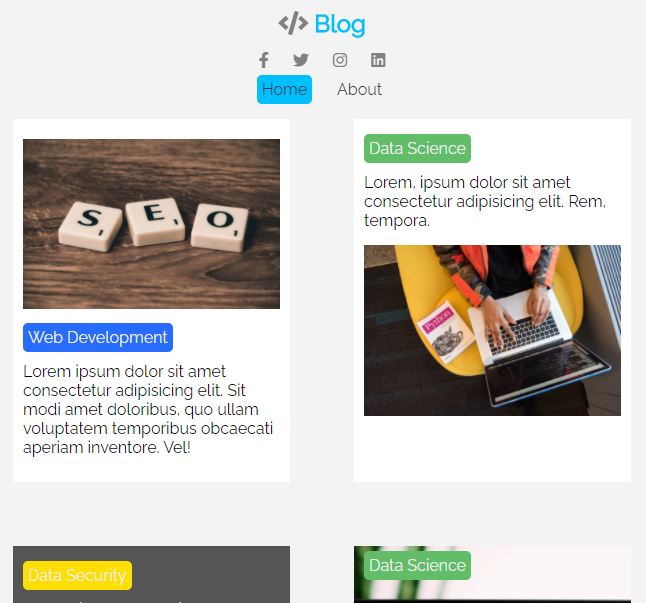 </> Blog
Home About
S E O
Web Development
Lorem ipsum dolor sit amet
consectetur adipisicing elit. Sit
modi amet doloribus, quo ullam
voluptatem temporibus obcaecati
aperiam inventore. Vel!
Data Science
Lorem, ipsum dolor sit amet
consectetur adipisicing elit. Rem,
tempora.
Python
Data Security
Data Science